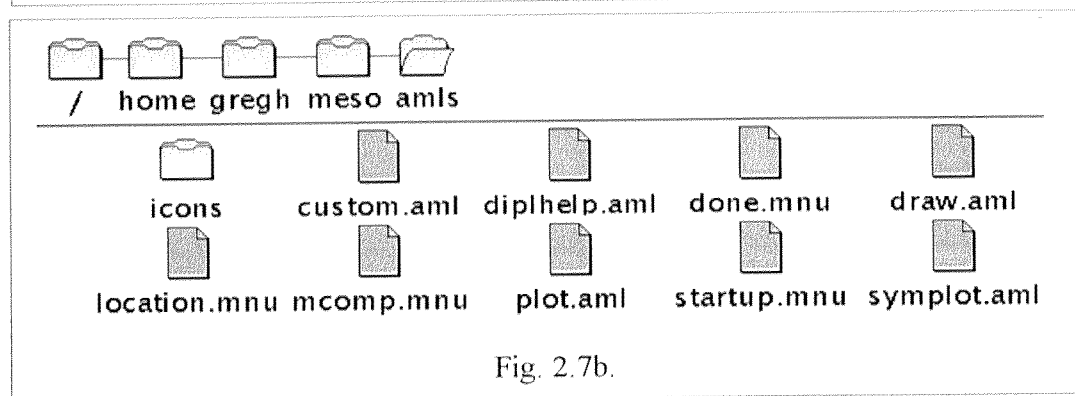 / home gregh meso amls
icons custom.aml diplhelp.aml done.mnu draw.aml
location.mnu mcomp.mnu plot.aml startup.mnu symplot.aml
Fig. 2.7b.